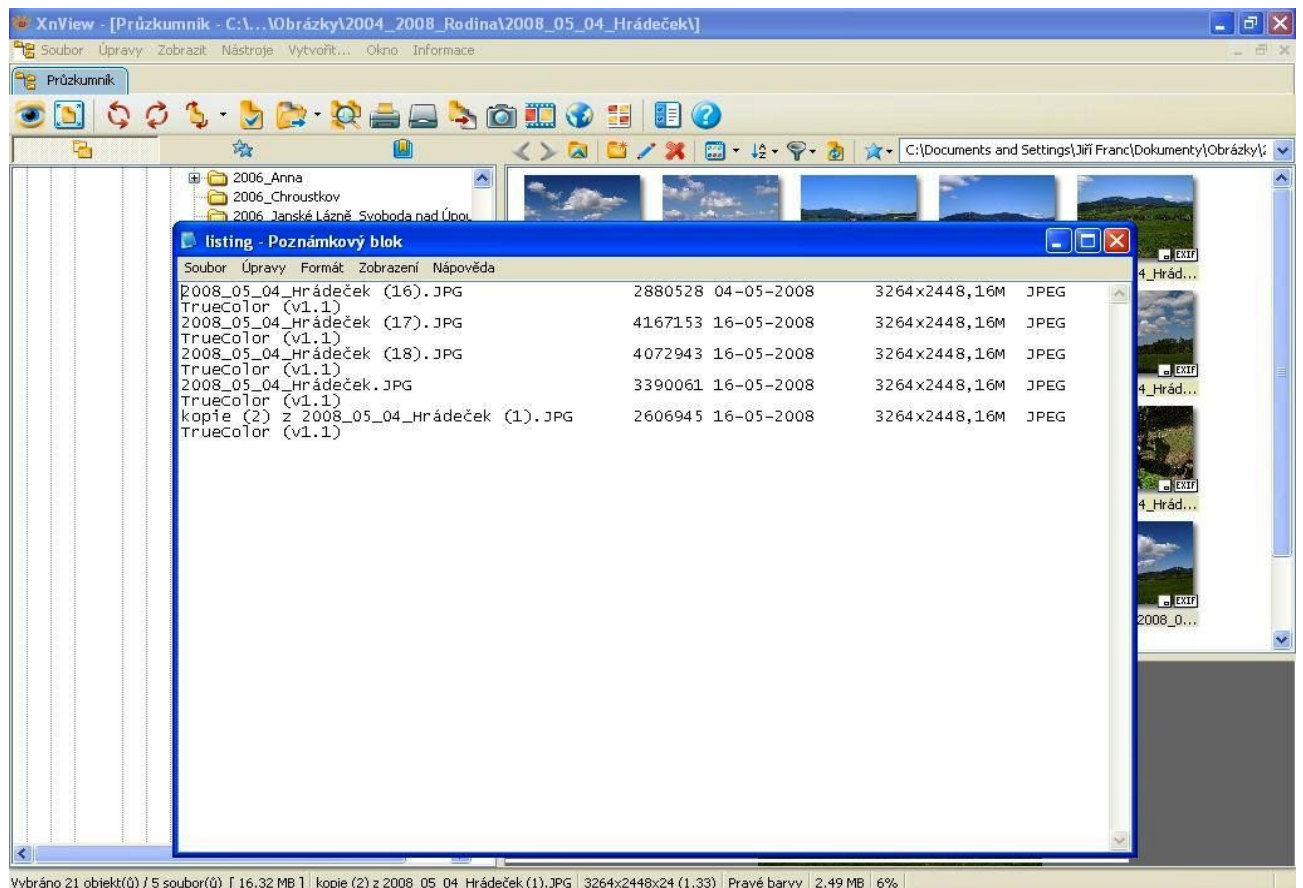 XnView - [Průzkumník - C:\...\Obrázky\2004_2008_Rodina\2008_05_04_Hrádeček\]
Soubor Úpravy Zobrazit Nástroje Vytvořit... Okno Informace
Průzkumník
C:\Documents and Settings\Jiří Franc\Dokumenty\Obrázky\
2006_Anna
2006_Chroustkov
2006_Janské Lázně_Svoboda nad Úpou
listing - Poznámkový blok
EXIF
Soubor Úpravy Formát Zobrazení Nápověda
4_Hrád...
2008_05_04_Hrádeček (16).JPG 2880528 04-05-2008 3264x2448,16M JPEG
TrueColor (v1.1)
2008_05_04_Hrádeček (17).JPG 4167153 16-05-2008 3264x2448,16M JPEG
TrueColor (v1.1)
2008_05_04_Hrádeček (18).JPG 4072943 16-05-2008 3264x2448,16M JPEG
TrueColor (v1.1)
EXIF
2008_05_04_Hrádeček.JPG 3390061 16-05-2008 3264x2448,16M JPEG
4_Hrád...
TrueColor (v1.1)
kopie (2) z 2008_05_04_Hrádeček (1).JPG 2606945 16-05-2008 3264x2448,16M JPEG
TrueColor (v1.1)
EXIF
4_Hrád...
EXIF
2008_0...
Vybráno 21 objekt(ů) / 5 soubor(ů) [ 16.32 MB ] kopie (2) z 2008_05_04_Hrádeček (1).JPG 3264x2448x24 (1.33) Pravé barvy 2.49 MB 6%